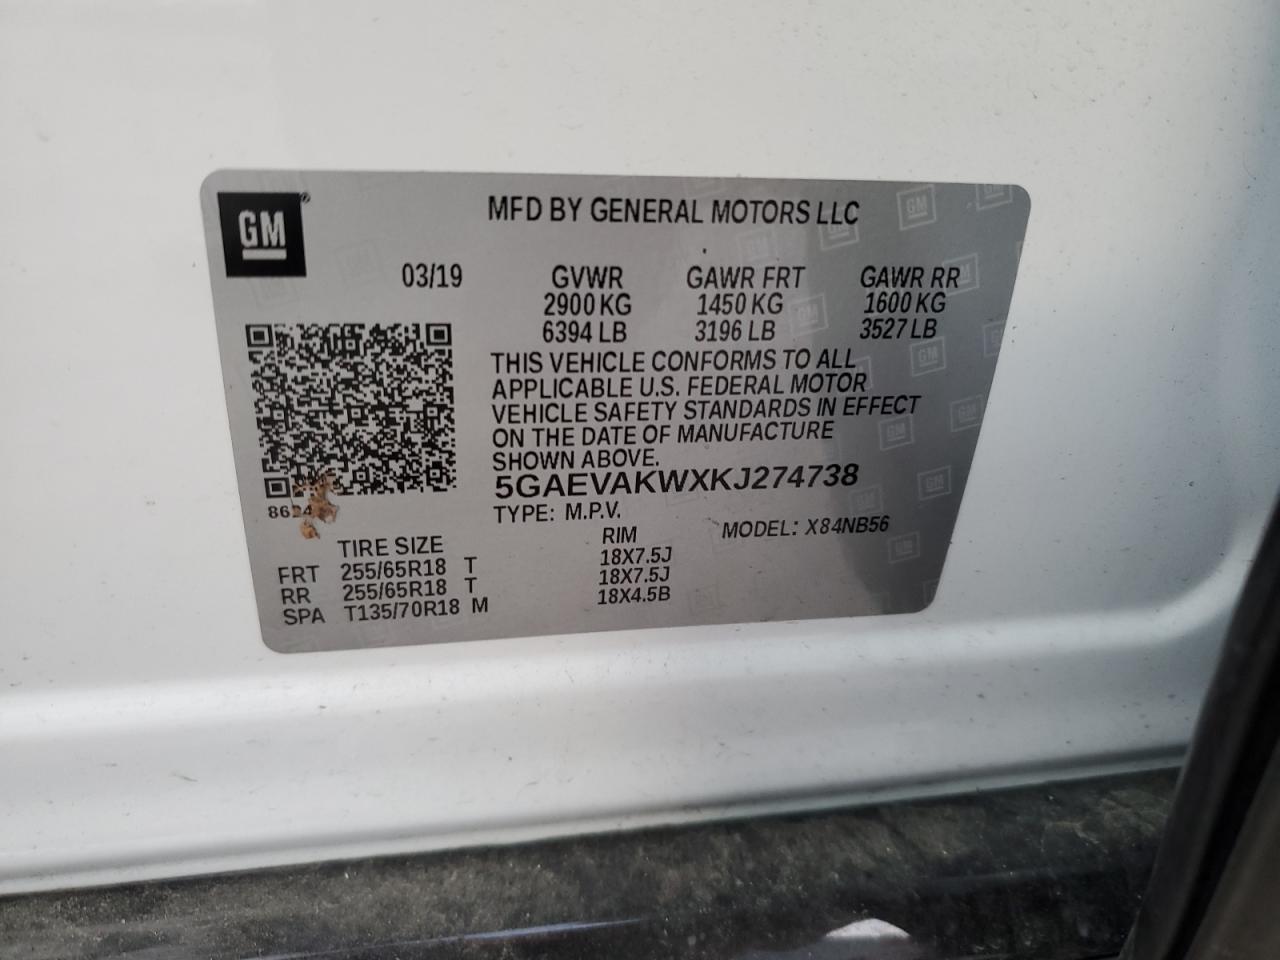 GM
MFD BY GENERAL MOTORS LLC
03/19 GVWR GAWR FRT GAWR RR
2900 KG 1450 KG 1600 KG
6394 LB 3196 LB 3527 LB
THIS VEHICLE CONFORMS TO ALL
APPLICABLE U.S. FEDERAL MOTOR
VEHICLE SAFETY STANDARDS IN EFFECT
ON THE DATE OF MANUFACTURE
SHOWN ABOVE.
5GAEVAKWXKJ274738
TYPE: M.P.V. MODEL: X84NB56
TIRE SIZE RIM
FRT 255/65R18 T 18X7.5J
RR 255/65R18 T 18X7.5J
SPA T135/70R18 M 18X4.5B